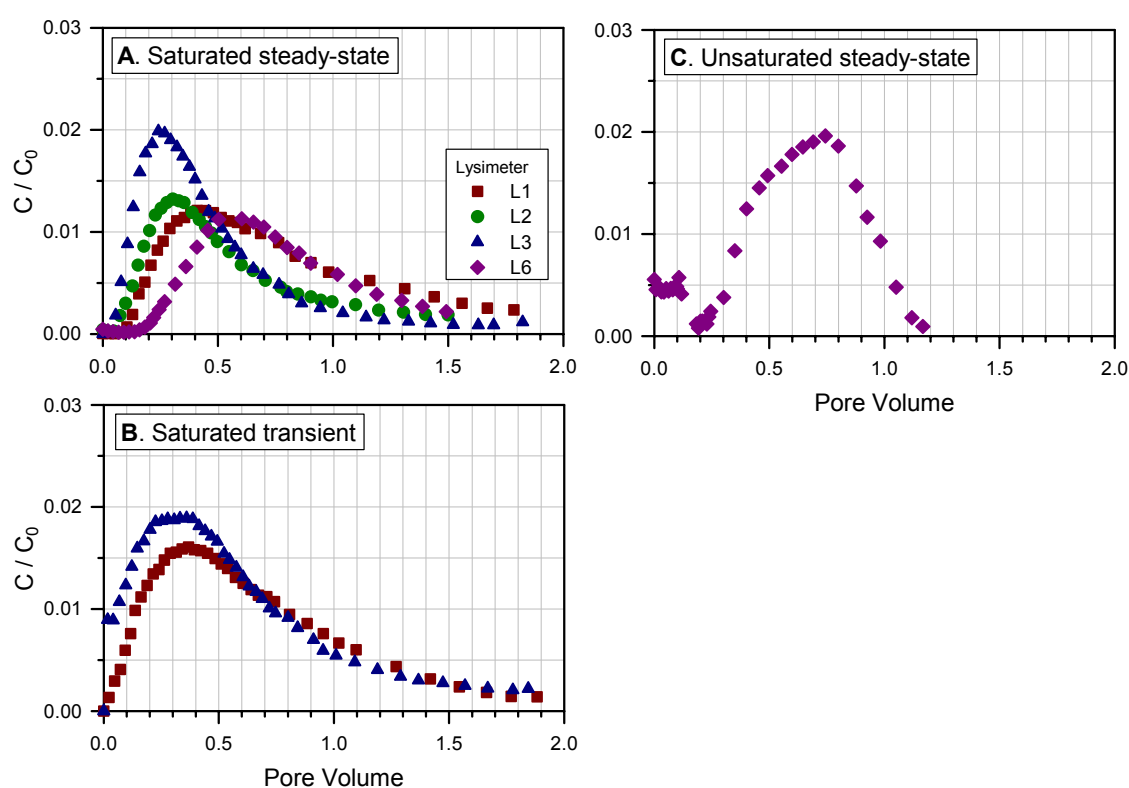 0.03
0.02
0.01
0.00
C / C0
A. Saturated steady-state
Lysimeter
L1
L2
L3
L6
0.0
0.5
1.0
1.5
2.0
0.03
0.02
0.01
0.00
C. Unsaturated steady-state
0.0
0.5
1.0
1.5
2.0
Pore Volume
0.03
0.02
0.01
0.00
C / C0
B. Saturated transient
0.0
0.5
1.0
1.5
2.0
Pore Volume